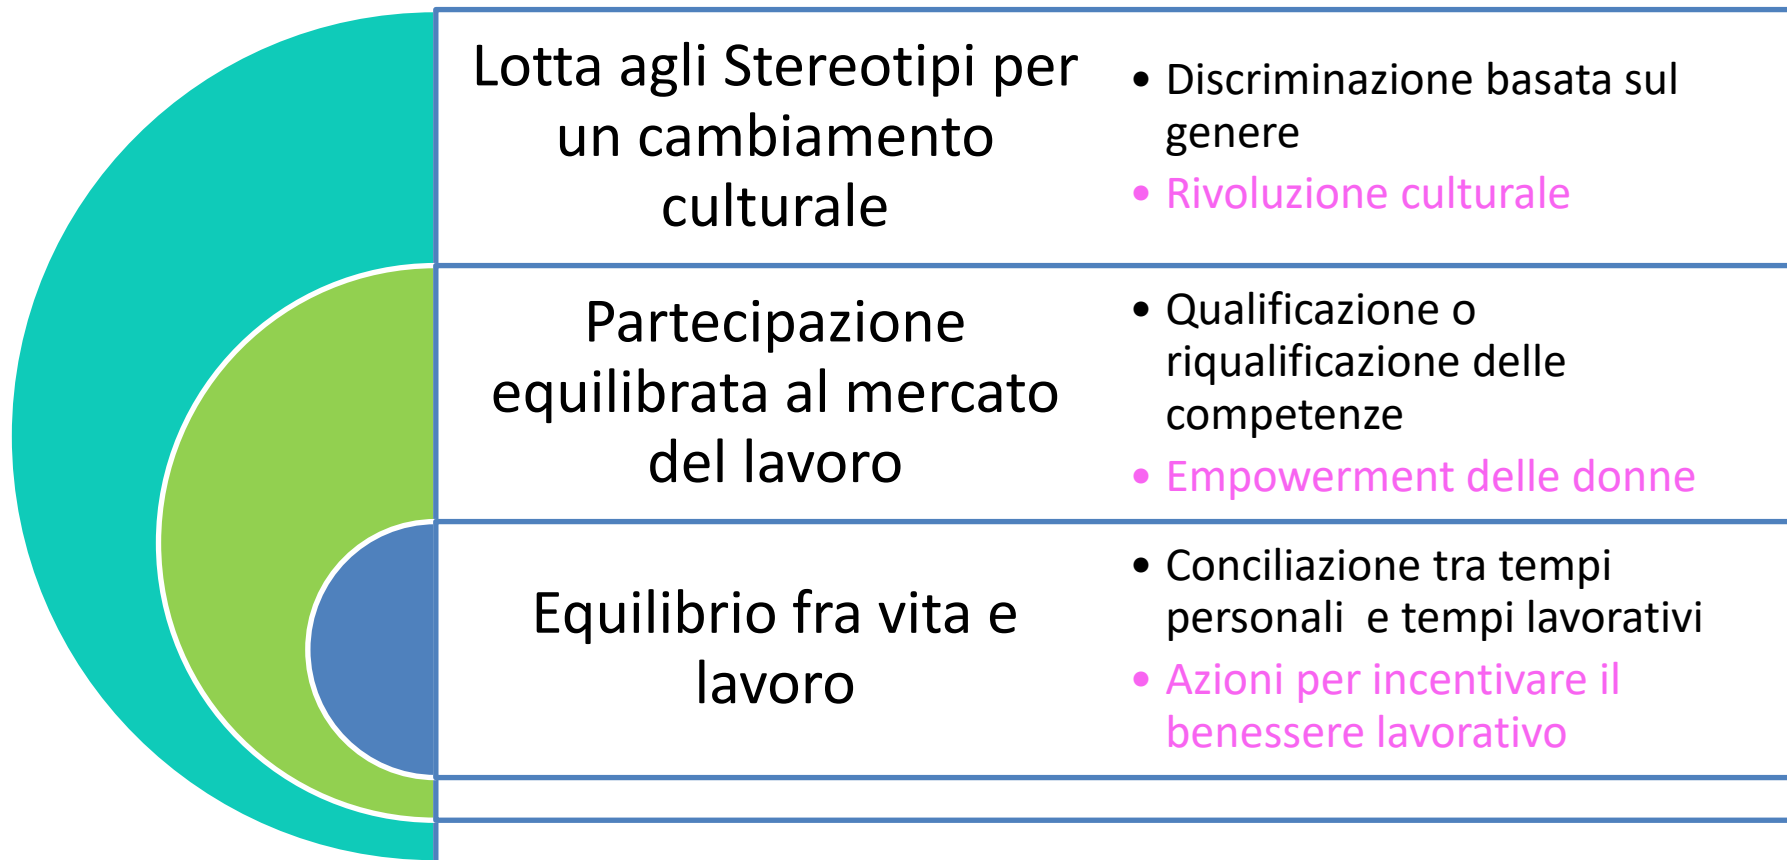 Lotta agli Stereotipi per
un cambiamento
culturale
• Discriminazione basata sul
genere
• Rivoluzione culturale
Partecipazione
equilibrata al mercato
del lavoro
• Qualificazione o
riqualificazione delle
competenze
• Empowerment delle donne
Equilibrio fra vita e
lavoro
• Conciliazione tra tempi
personali  e tempi lavorativi
• Azioni per incentivare il
benessere lavorativo